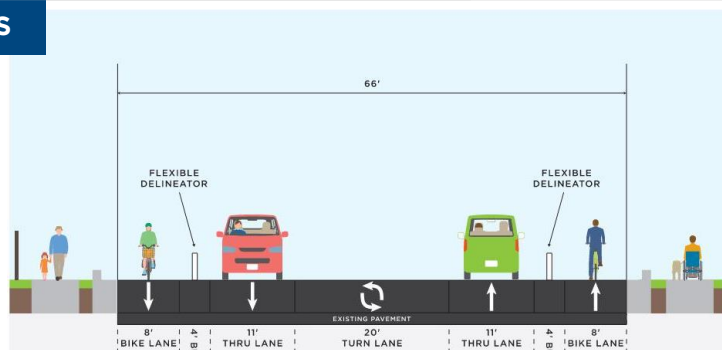 S
66'
FLEXIBLE
DELINEATOR
FLEXIBLE
DELINEATOR
EXISTING PAVEMENT
8' 4' 11' 20' 11' 4' 8'
BIKE LANE B THRU LANE TURN LANE THRU LANE B BIKE LANE